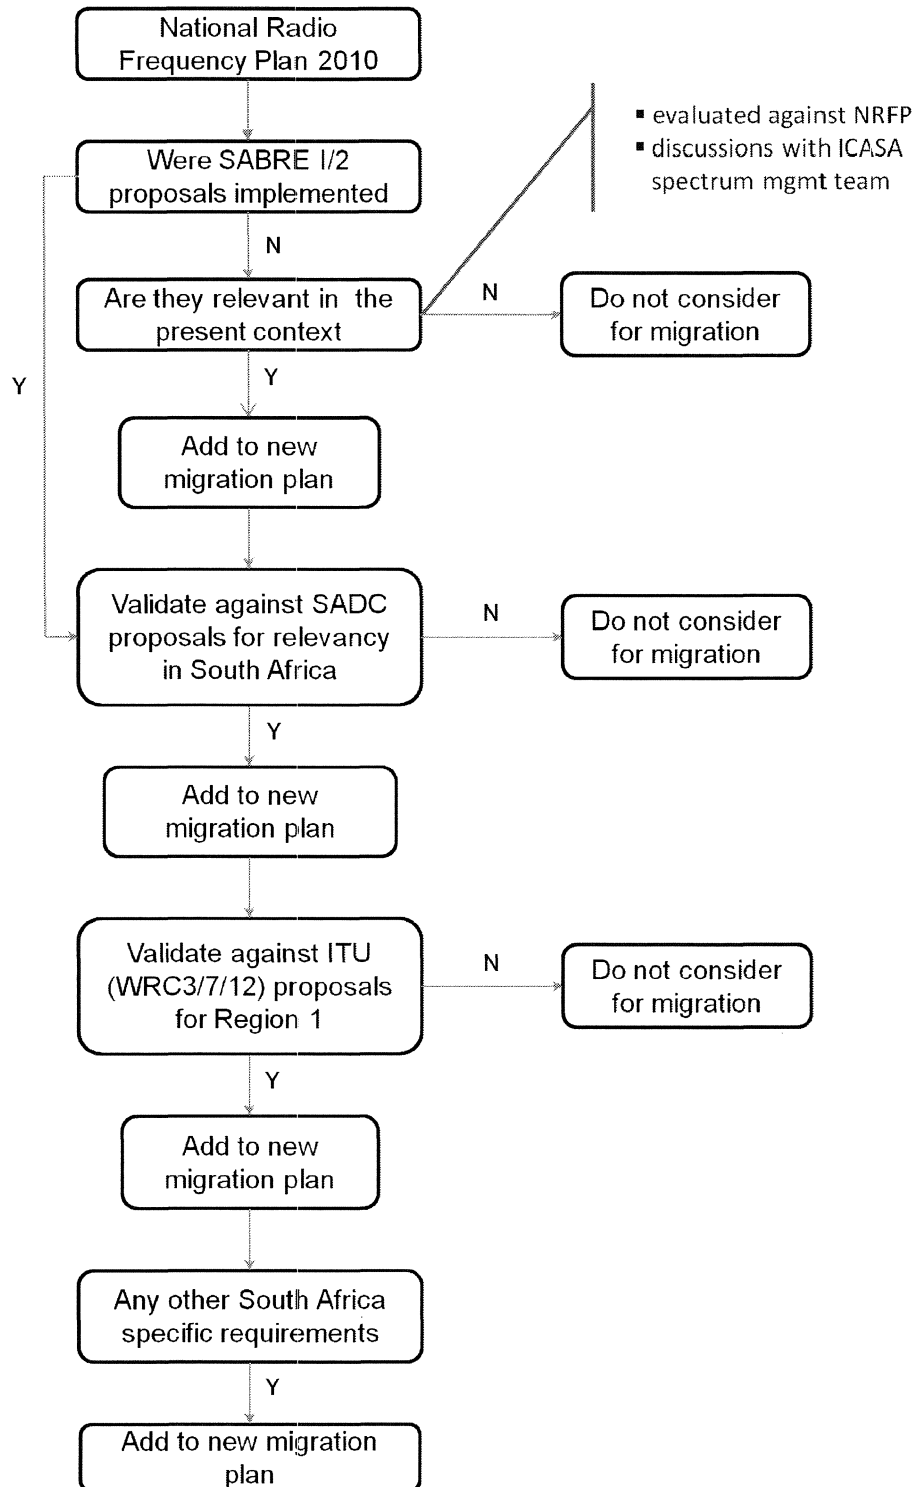 National Radio
Frequency Plan 2010
Were SABRE I/2
proposals implemented
▪ evaluated against NRFP
▪ discussions with ICASA
spectrum mgmt team
N
Are they relevant in the
present context
N
Do not consider
for migration
Y
Y
Add to new
migration plan
Validate against SADC
proposals for relevancy
in South Africa
N
Do not consider
for migration
Y
Add to new
migration plan
Validate against ITU
(WRC3/7/12) proposals
for Region 1
N
Do not consider
for migration
Y
Add to new
migration plan
Any other South Africa
specific requirements
Y
Add to new migration
plan